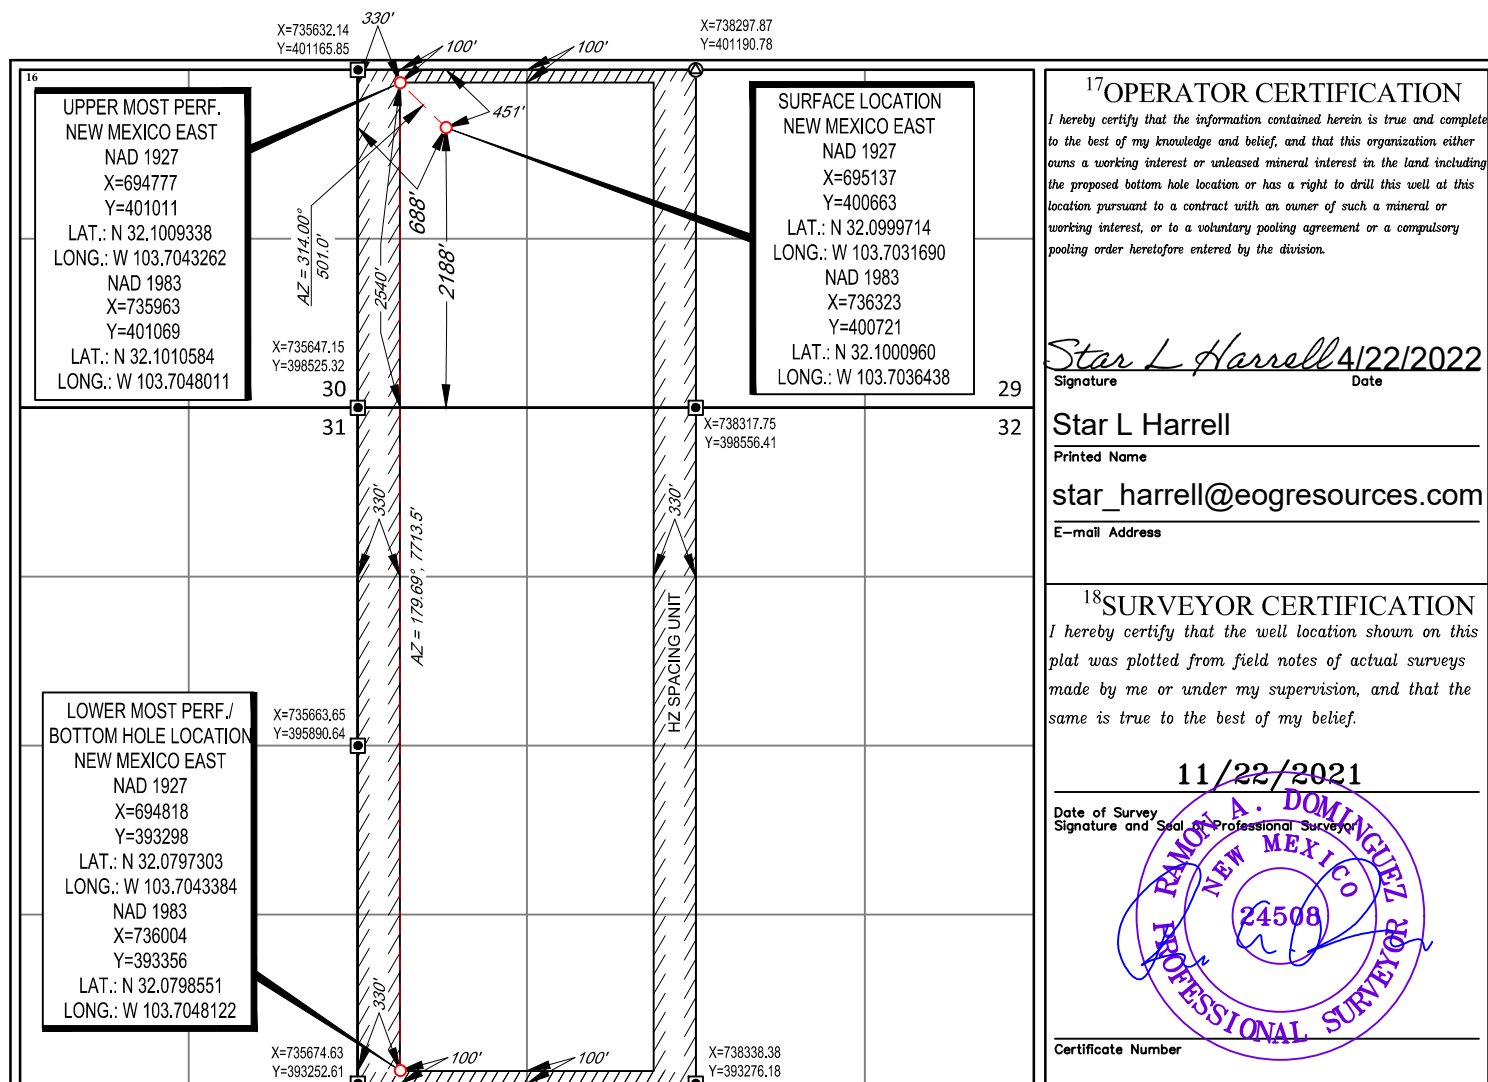 X=735632.14
Y=401165.85
330'
100'
100'
X=738297.87
Y=401190.78
16
UPPER MOST PERF.
NEW MEXICO EAST
NAD 1927
X=694777
Y=401011
LAT.: N 32.1009338
LONG.: W 103.7043262
NAD 1983
X=735963
Y=401069
LAT.: N 32.1010584
LONG.: W 103.7048011
451'
SURFACE LOCATION
NEW MEXICO EAST
NAD 1927
X=695137
Y=400663
LAT.: N 32.0999714
LONG.: W 103.7031690
NAD 1983
X=736323
Y=400721
LAT.: N 32.1000960
LONG.: W 103.7036438
AZ = 314.00°
501.0'
688'
2540'
2188'
X=735647.15
Y=398525.32
30
29
31
32
X=738317.75
Y=398556.41
330'
330'
AZ = 179.69°, 7713.5'
HZ SPACING UNIT
X=735663.65
Y=395890.64
LOWER MOST PERF./
BOTTOM HOLE LOCATION
NEW MEXICO EAST
NAD 1927
X=694818
Y=393298
LAT.: N 32.0797303
LONG.: W 103.7043384
NAD 1983
X=736004
Y=393356
LAT.: N 32.0798551
LONG.: W 103.7048122
330'
X=735674.63
Y=393252.61
100'
100'
X=738338.38
Y=393276.18
17 OPERATOR CERTIFICATION
I hereby certify that the information contained herein is true and complete
to the best of my knowledge and belief, and that this organization either
owns a working interest or unleased mineral interest in the land including
the proposed bottom hole location or has a right to drill this well at this
location pursuant to a contract with an owner of such a mineral or
working interest, or to a voluntary pooling agreement or a compulsory
pooling order heretofore entered by the division.
Star L Harrell 4/22/2022
Signature Date
Star L Harrell
Printed Name
star_harrell@eogresources.com
E-mail Address
18 SURVEYOR CERTIFICATION
I hereby certify that the well location shown on this
plat was plotted from field notes of actual surveys
made by me or under my supervision, and that the
same is true to the best of my belief.
11/22/2021
Date of Survey
Signature and Seal of Professional Surveyor
RAMON A. DOMINGUEZ
NEW MEXICO
24508
PROFESSIONAL SURVEYOR
Certificate Number